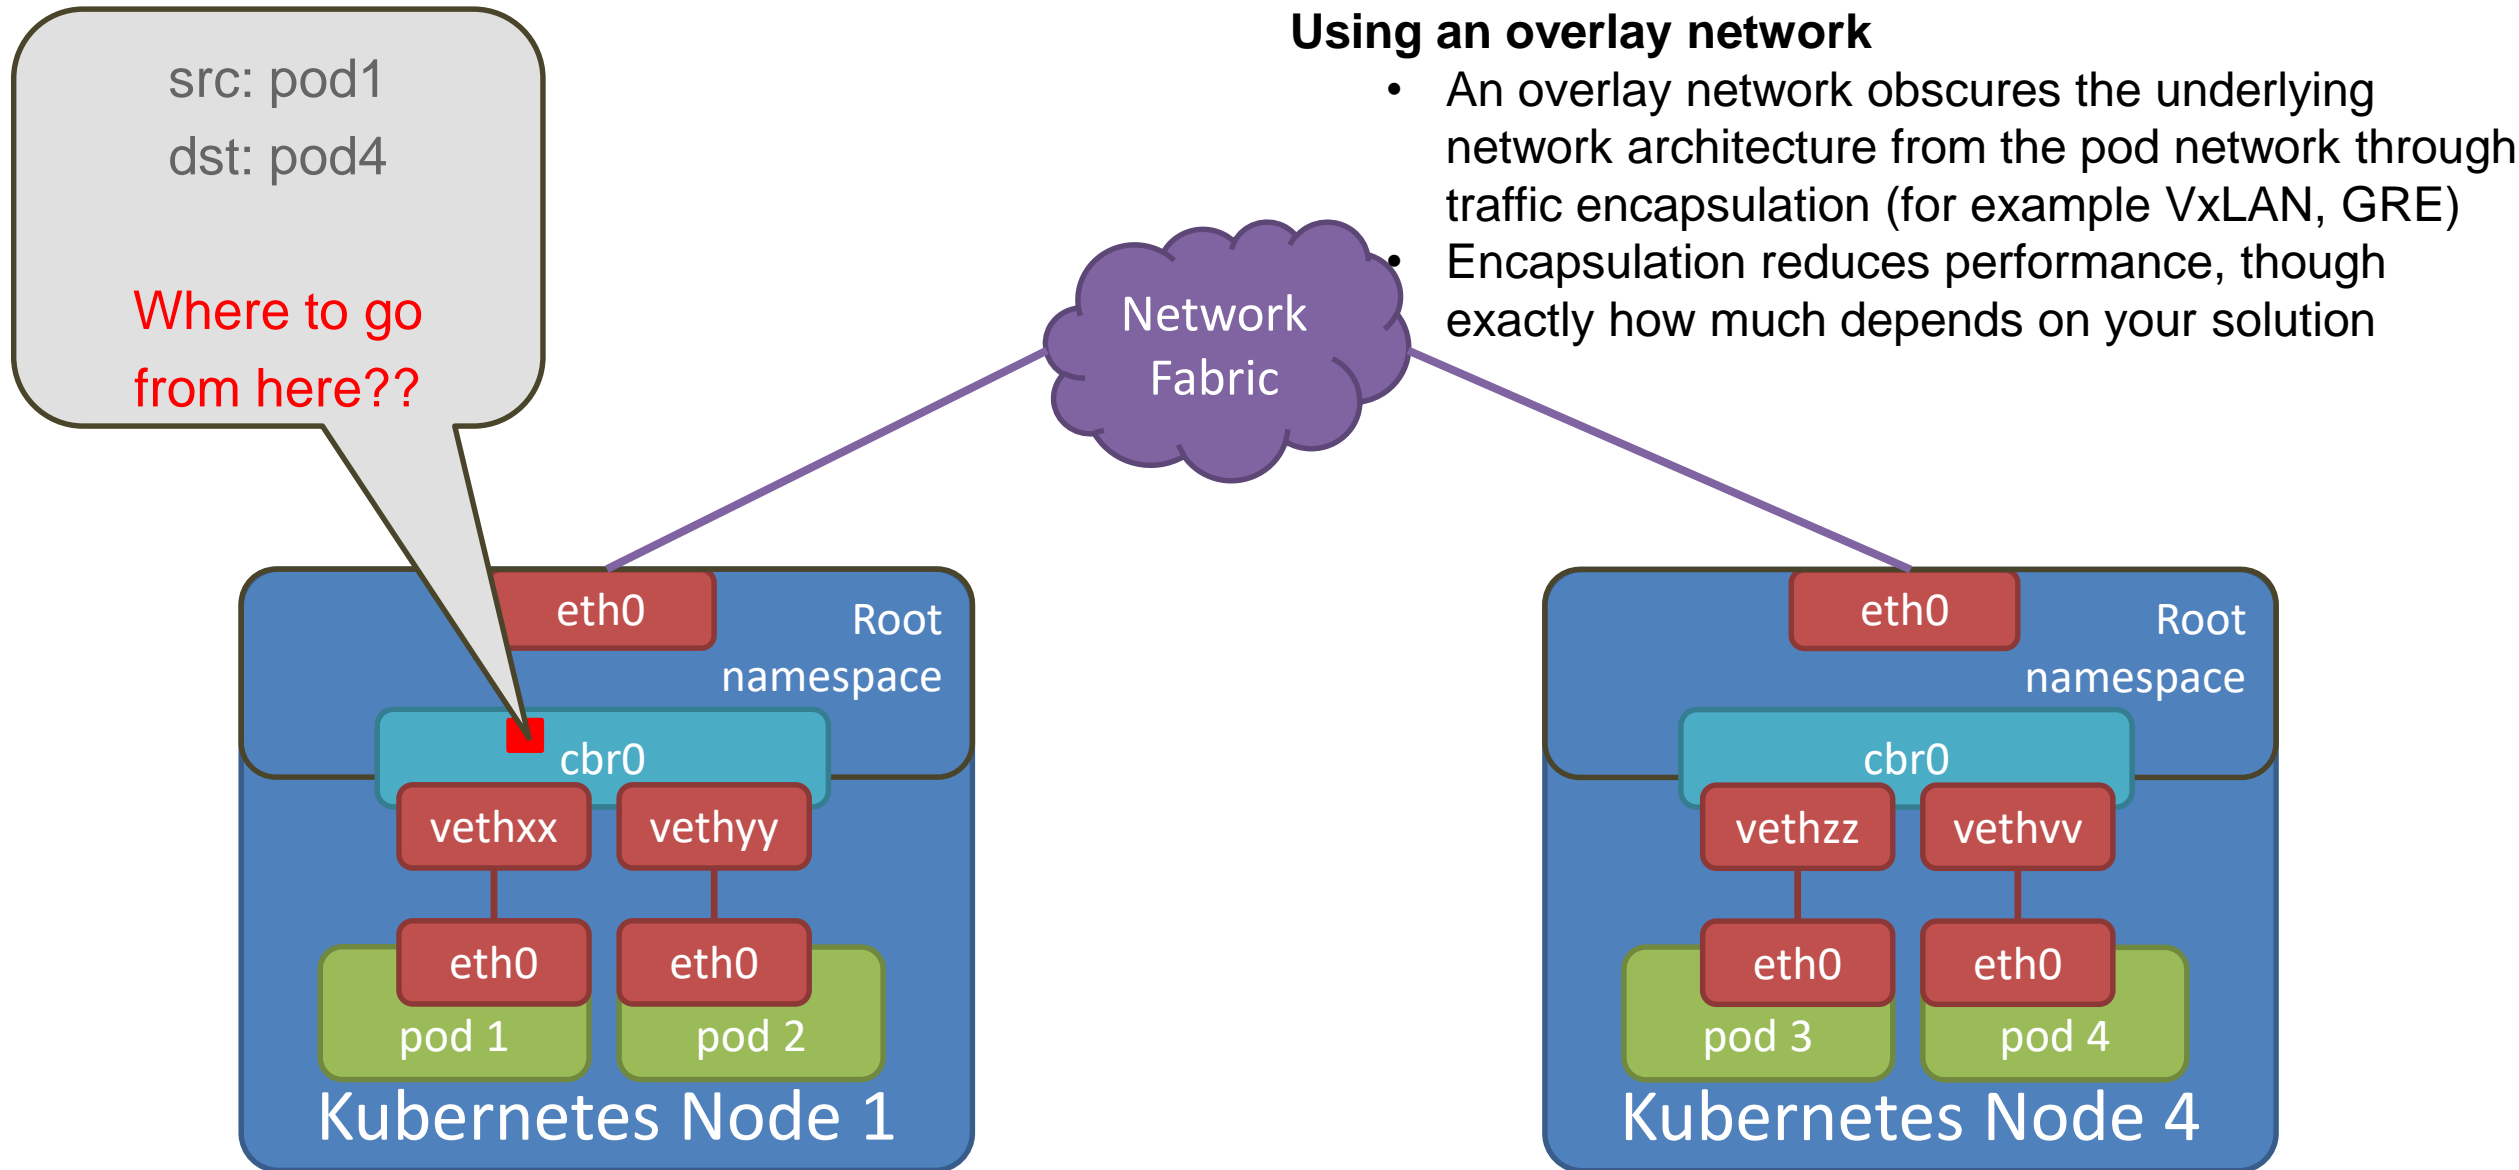 src: pod1
dst: pod4
Where to go
from here??
Using an overlay network
• An overlay network obscures the underlying
network architecture from the pod network through
traffic encapsulation (for example VxLAN, GRE)
• Encapsulation reduces performance, though
exactly how much depends on your solution
Network
Fabric
eth0
Root
namespace
cbr0
vethxx
vethyy
eth0
eth0
pod 1
pod 2
Kubernetes Node 1
eth0
Root
namespace
cbr0
vethzz
vethvv
eth0
eth0
pod 3
pod 4
Kubernetes Node 4